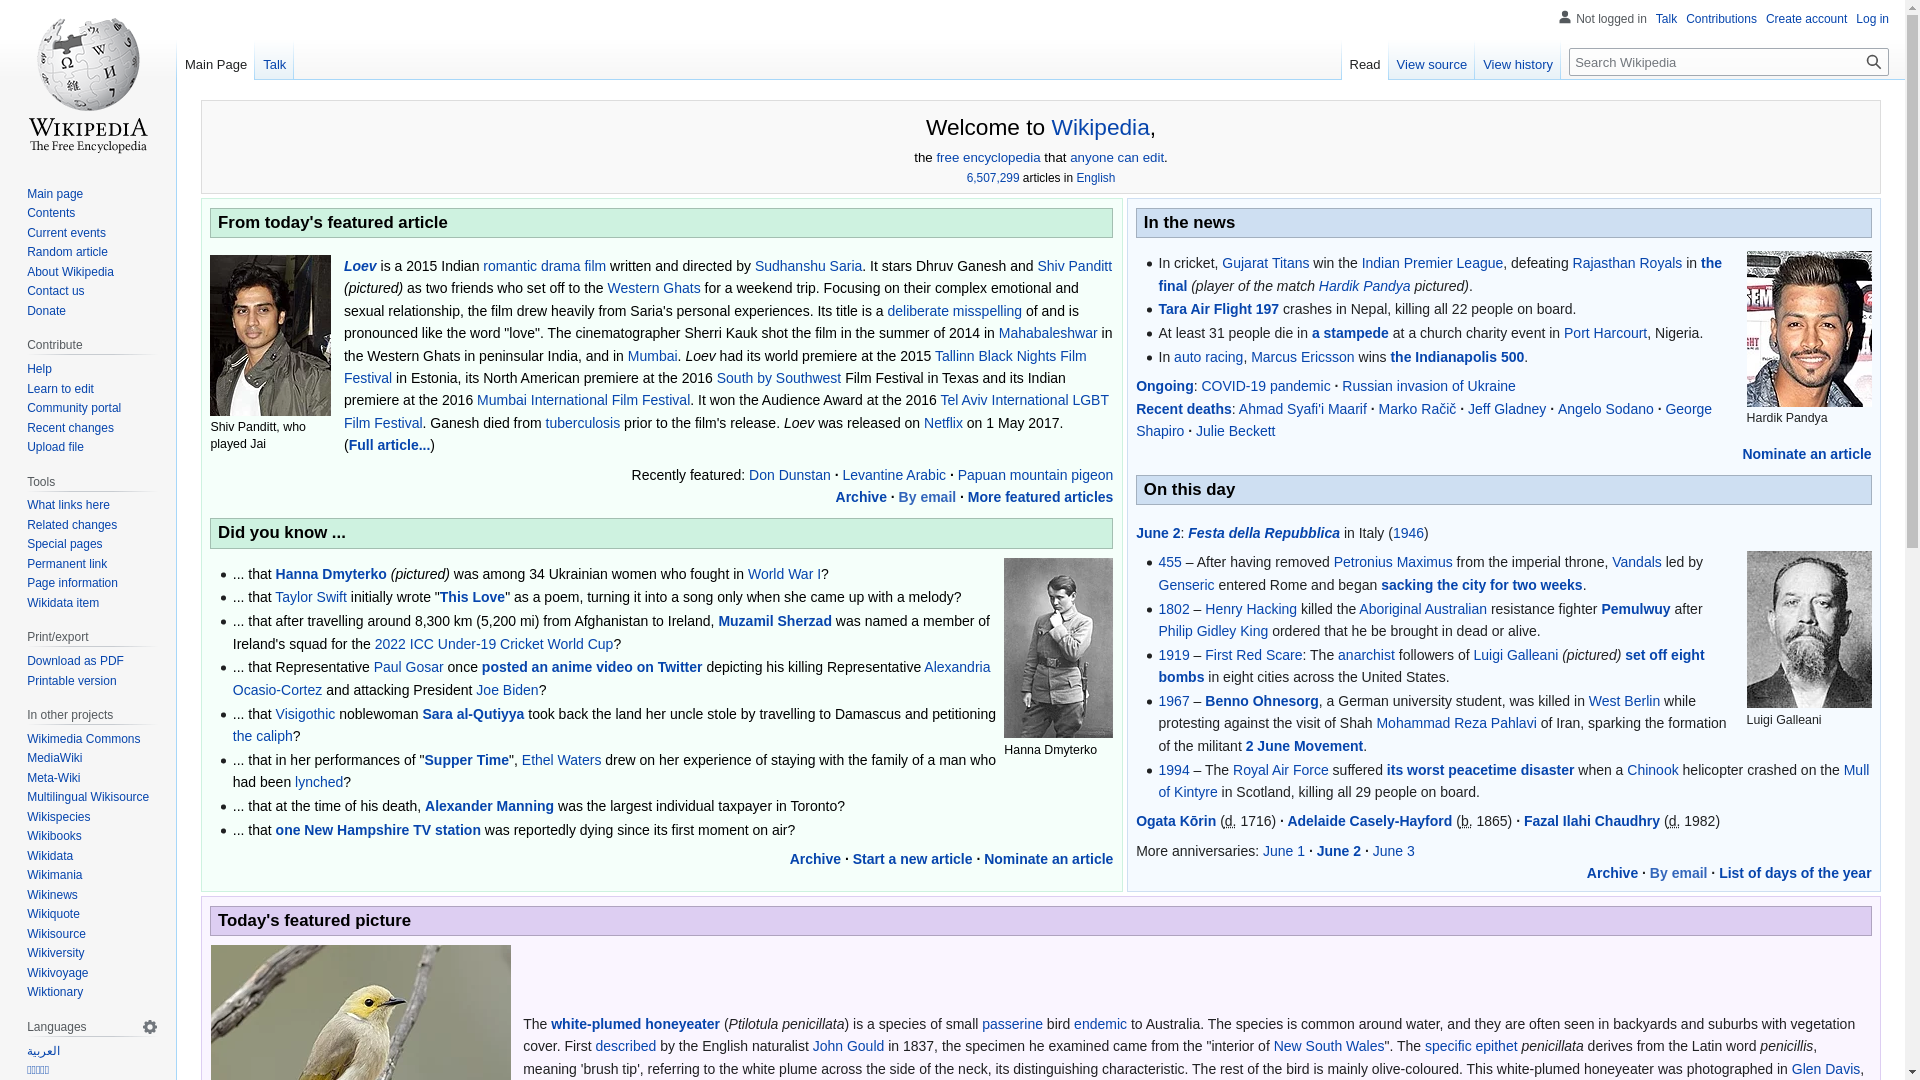 Not logged in Talk Contributions Create account Log in
Main Page Talk
Read View source View history Search Wikipedia
WIKIPEDIA
The Free Encyclopedia
Main page
Contents
Current events
Random article
About Wikipedia
Contact us
Donate
Contribute
Help
Learn to edit
Community portal
Recent changes
Upload file
Tools
What links here
Related changes
Special pages
Permanent link
Page information
Wikidata item
Print/export
Download as PDF
Printable version
In other projects
Wikimedia Commons
MediaWiki
Meta-Wiki
Multilingual Wikisource
Wikispecies
Wikibooks
Wikidata
Wikimania
Wikinews
Wikiquote
Wikisource
Wikiversity
Wikivoyage
Wiktionary
Languages
العربية
Welcome to Wikipedia,
the free encyclopedia that anyone can edit.
6,507,299 articles in English
From today's featured article
Loev is a 2015 Indian romantic drama film written and directed by Sudhanshu Saria. It stars Dhruv Ganesh and Shiv Panditt
(pictured) as two friends who set off to the Western Ghats for a weekend trip. Focusing on their complex emotional and
sexual relationship, the film drew heavily from Saria's personal experiences. Its title is a deliberate misspelling of and is
pronounced like the word "love". The cinematographer Sherri Kauk shot the film in the summer of 2014 in Mahabaleshwar in
the Western Ghats in peninsular India, and in Mumbai. Loev had its world premiere at the 2015 Tallinn Black Nights Film
Festival in Estonia, its North American premiere at the 2016 South by Southwest Film Festival in Texas and its Indian
premiere at the 2016 Mumbai International Film Festival. It won the Audience Award at the 2016 Tel Aviv International LGBT
Film Festival. Ganesh died from tuberculosis prior to the film's release. Loev was released on Netflix on 1 May 2017.
(Full article...)
Shiv Panditt, who
played Jai
Recently featured: Don Dunstan · Levantine Arabic · Papuan mountain pigeon
Archive · By email · More featured articles
Did you know ...
... that Hanna Dmyterko (pictured) was among 34 Ukrainian women who fought in World War I?
... that Taylor Swift initially wrote "This Love" as a poem, turning it into a song only when she came up with a melody?
... that after travelling around 8,300 km (5,200 mi) from Afghanistan to Ireland, Muzamil Sherzad was named a member of
Ireland's squad for the 2022 ICC Under-19 Cricket World Cup?
... that Representative Paul Gosar once posted an anime video on Twitter depicting his killing Representative Alexandria
Ocasio-Cortez and attacking President Joe Biden?
... that Visigothic noblewoman Sara al-Qutiyya took back the land her uncle stole by travelling to Damascus and petitioning
the caliph?
... that in her performances of "Supper Time", Ethel Waters drew on her experience of staying with the family of a man who
had been lynched?
... that at the time of his death, Alexander Manning was the largest individual taxpayer in Toronto?
... that one New Hampshire TV station was reportedly dying since its first moment on air?
Hanna Dmyterko
Archive · Start a new article · Nominate an article
In the news
In cricket, Gujarat Titans win the Indian Premier League, defeating Rajasthan Royals in the
final (player of the match Hardik Pandya pictured).
Tara Air Flight 197 crashes in Nepal, killing all 22 people on board.
At least 31 people die in a stampede at a church charity event in Port Harcourt, Nigeria.
In auto racing, Marcus Ericsson wins the Indianapolis 500.
Hardik Pandya
Ongoing: COVID-19 pandemic · Russian invasion of Ukraine
Recent deaths: Ahmad Syafi'i Maarif · Marko Račič · Jeff Gladney · Angelo Sodano · George
Shapiro · Julie Beckett
Nominate an article
On this day
June 2: Festa della Repubblica in Italy (1946)
455 – After having removed Petronius Maximus from the imperial throne, Vandals led by
Genseric entered Rome and began sacking the city for two weeks.
1802 – Henry Hacking killed the Aboriginal Australian resistance fighter Pemulwuy after
Philip Gidley King ordered that he be brought in dead or alive.
1919 – First Red Scare: The anarchist followers of Luigi Galleani (pictured) set off eight
bombs in eight cities across the United States.
1967 – Benno Ohnesorg, a German university student, was killed in West Berlin while
protesting against the visit of Shah Mohammad Reza Pahlavi of Iran, sparking the formation
of the militant 2 June Movement.
1994 – The Royal Air Force suffered its worst peacetime disaster when a Chinook helicopter crashed on the Mull
of Kintyre in Scotland, killing all 29 people on board.
Luigi Galleani
Ogata Kōrin (d. 1716) · Adelaide Casely-Hayford (b. 1865) · Fazal Ilahi Chaudhry (d. 1982)
More anniversaries: June 1 · June 2 · June 3
Archive · By email · List of days of the year
Today's featured picture
The white-plumed honeyeater (Ptilotula penicillata) is a species of small passerine bird endemic to Australia. The species is common around water, and they are often seen in backyards and suburbs with vegetation
cover. First described by the English naturalist John Gould in 1837, the specimen he examined came from the "interior of New South Wales". The specific epithet penicillata derives from the Latin word penicillis,
meaning 'brush tip', referring to the white plume across the side of the neck, its distinguishing characteristic. The rest of the bird is mainly olive-coloured. This white-plumed honeyeater was photographed in Glen Davis,